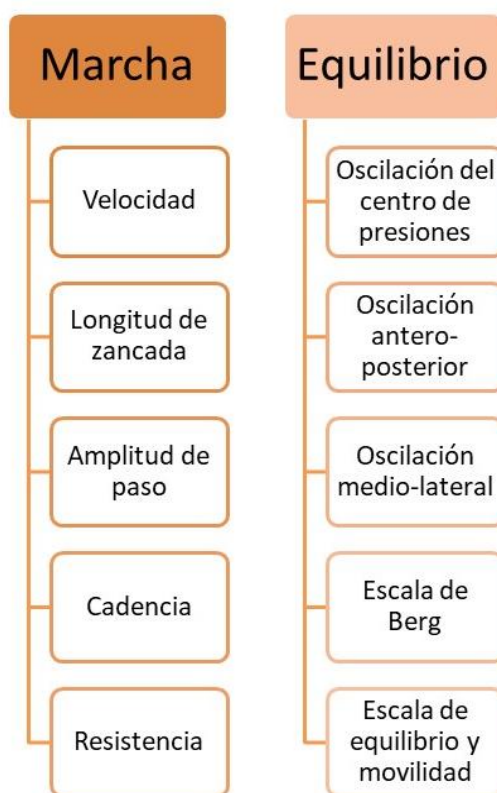 Marcha
Velocidad
Longitud de
zancada
Amplitud de
paso
Cadencia
Resistencia
Equilibrio
Oscilación del
centro de
presiones
Oscilación
antero-
posterior
Oscilación
medio-lateral
Escala de
Berg
Escala de
equilibrio y
movilidad